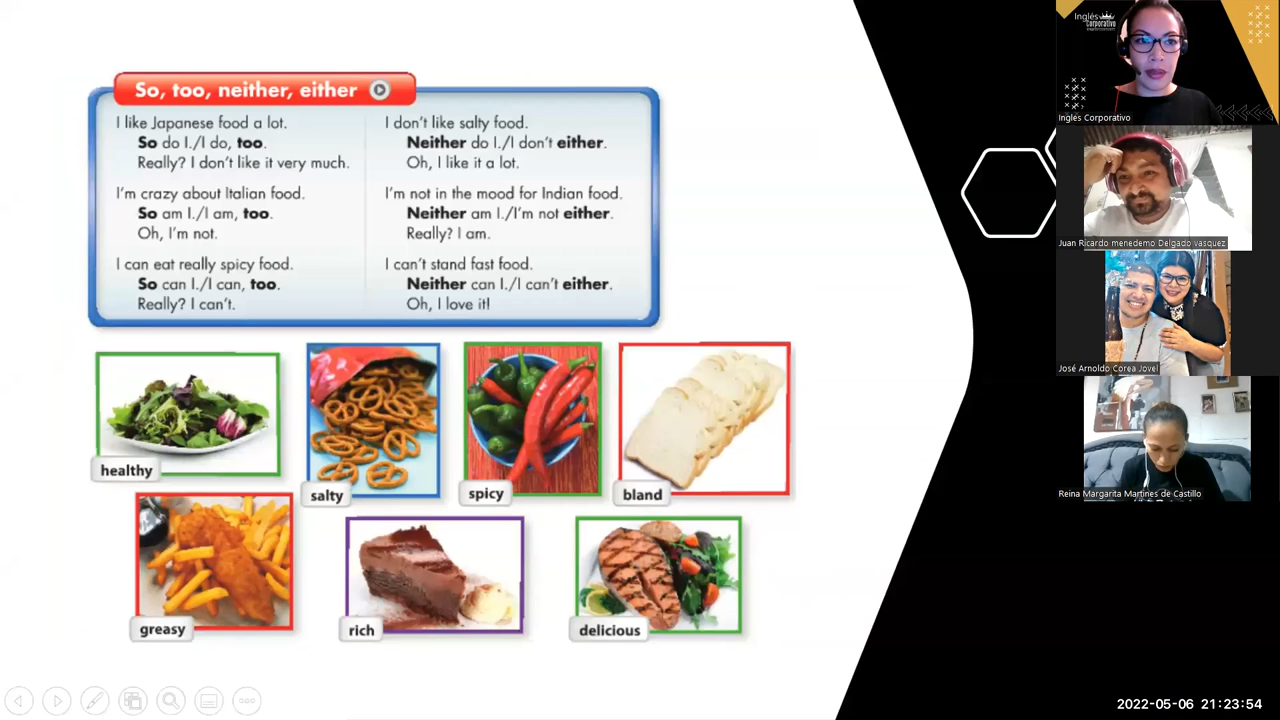 So, too, neither, either
I like Japanese food a lot.
So do I./I do, too.
Really? I don't like it very much.
I'm crazy about Italian food.
So am I./I am, too.
Oh, I'm not.
I can eat really spicy food.
So can I./I can, too.
Really? I can't.
I don't like salty food.
Neither do I./I don't either.
Oh, I like it a lot.
I'm not in the mood for Indian food.
Neither am I./I'm not either.
Really? I am.
I can't stand fast food.
Neither can I./I can't either.
Oh, I love it!
healthy
salty
spicy
bland
greasy
rich
delicious
Inglés
Corporativo
Inglés Corporativo
Juan Ricardo menedemo Delgado vasquez
José Arnoldo Corea Jovel
Reina Margarita Martines de Castillo
2022-05-06 21:23:54